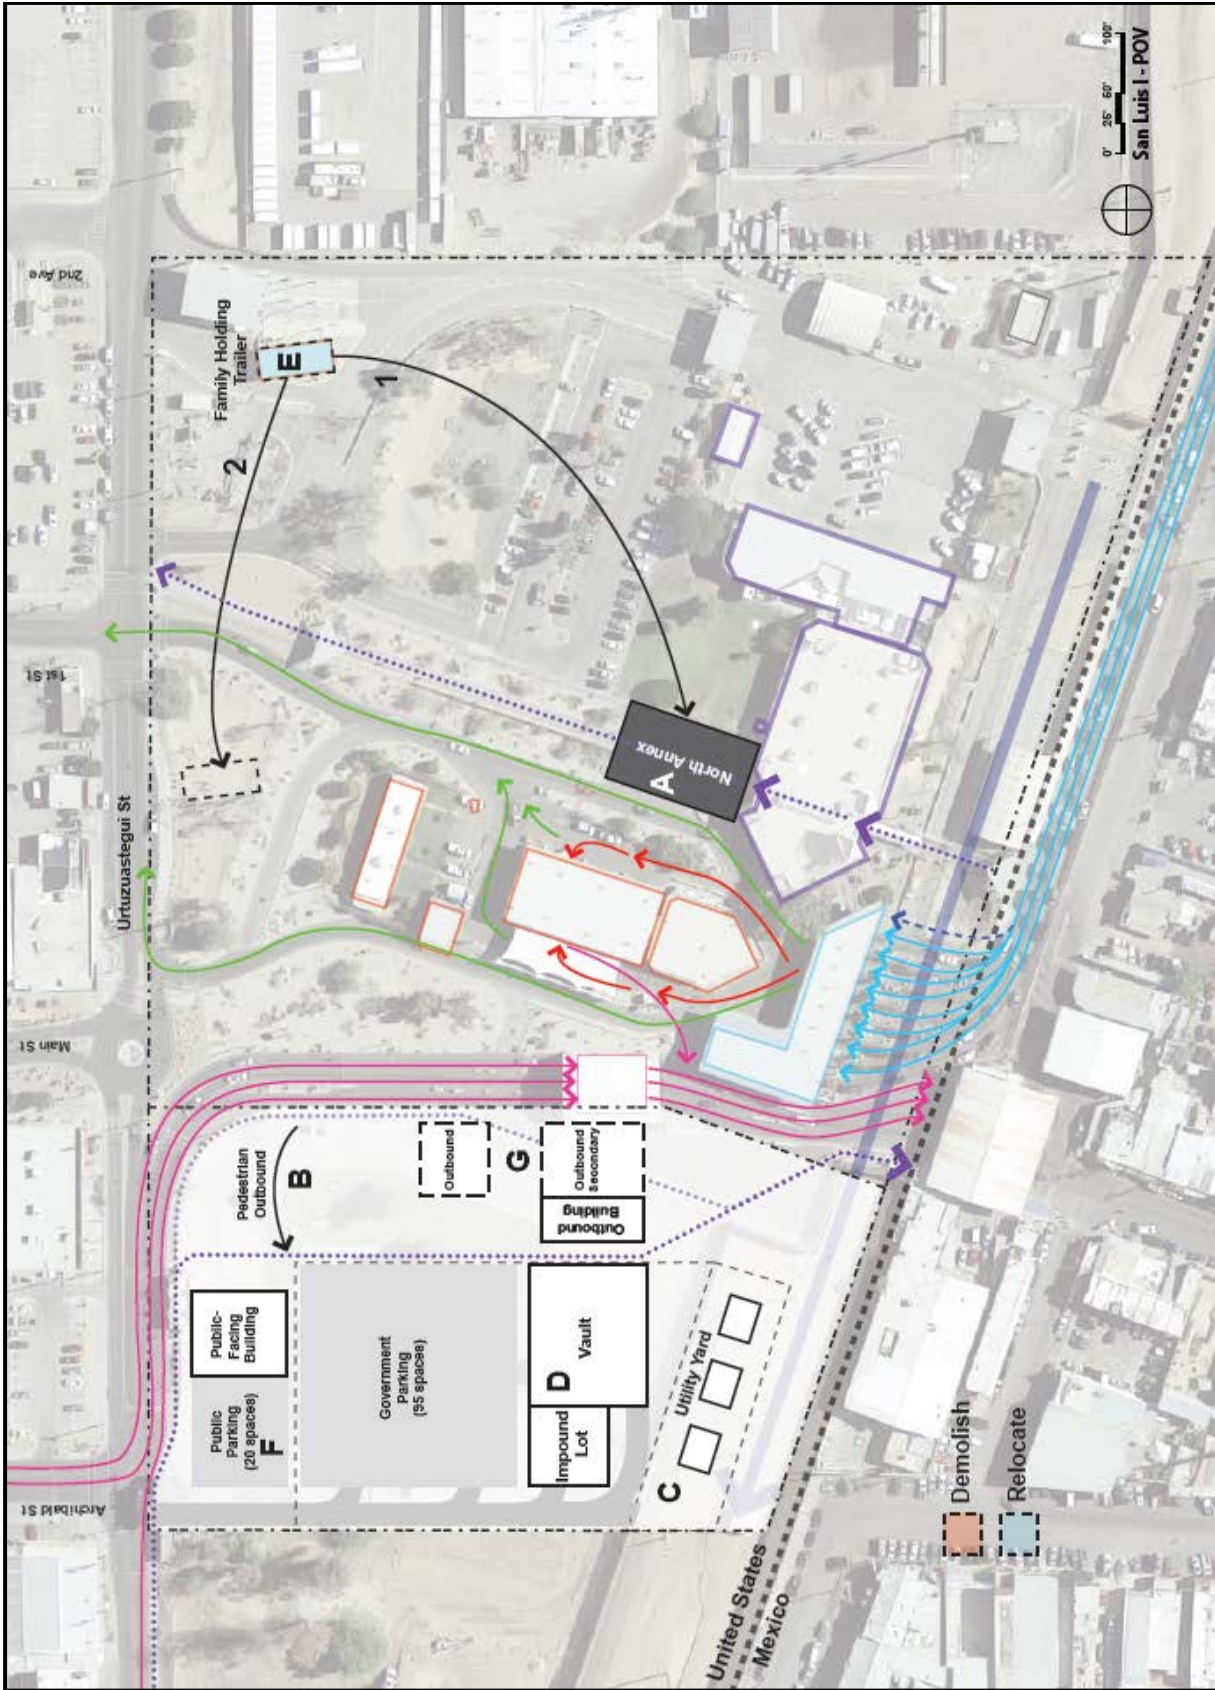 2nd Ave
1st St
Main St
Archibald St
Urtuzuastegui St
Family Holding
Trailer
E
1
2
A
North Annex
Pedestrian
Outbound
B
Outbound
G
Outbound
Secondary
Outbound
Building
Public-
Facing
Building
Public
Parking
(20 spaces)
F
Government
Parking
(95 spaces)
D
Vault
Impound
Lot
Utility Yard
C
United States
Mexico
Demolish
Relocate
0' 25' 50' 100'
San Luis I - POV